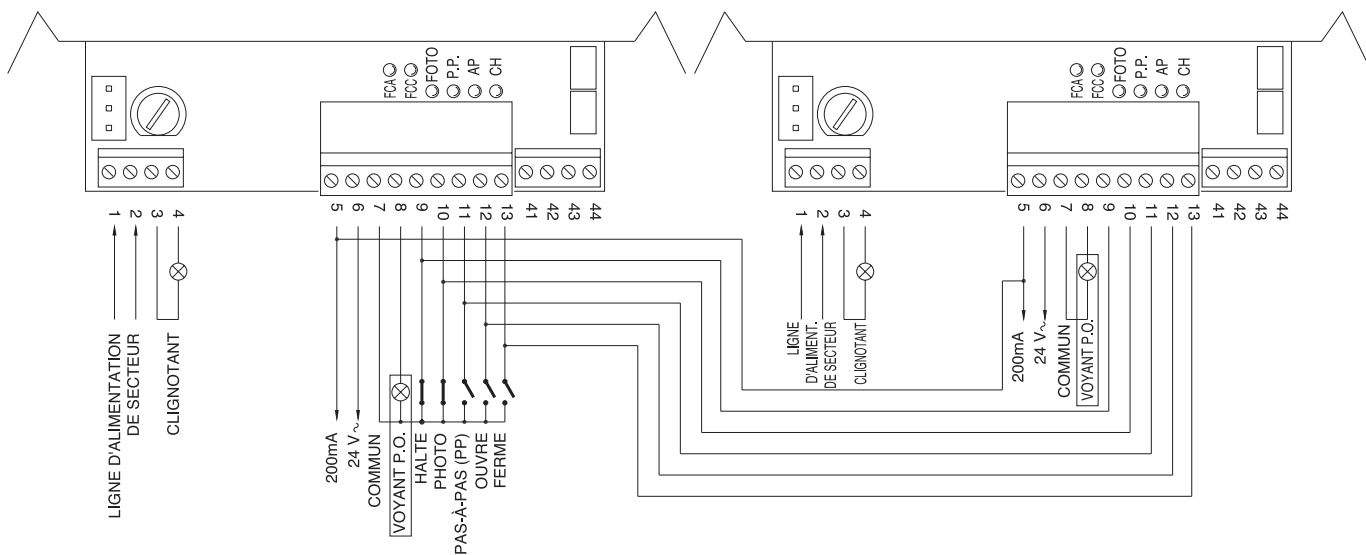 FCA
FCC
FOTO
P.P.
AP
CH
1
2
3
4
5
6
7
8
9
10
11
12
13
41
42
43
44
LIGNE D'ALIMENTATION
DE SECTEUR
CLIGNOTANT
200mA
24 V~
COMMUN
VOYANT P.O.
HALTE
PHOTO
PAS-À-PAS (PP)
OUVRE
FERME
FCA
FCC
FOTO
P.P.
AP
CH
1
2
3
4
5
6
7
8
9
10
11
12
13
41
42
43
44
LIGNE
D'ALIMENT.
DE SECTEUR
CLIGNOTANT
200mA
24 V~
COMMUN
VOYANT P.O.